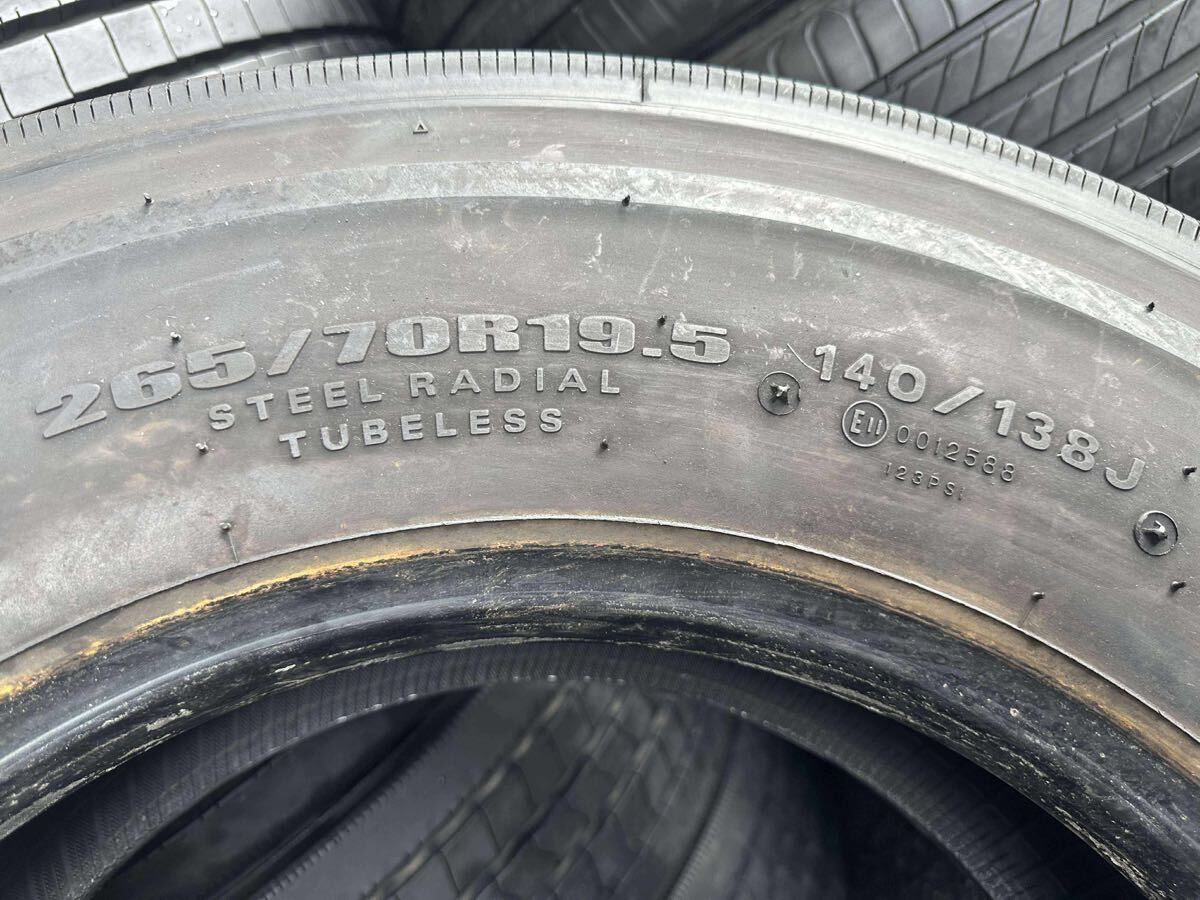 265/70R19.5
STEEL RADIAL
TUBELESS
140/138J
E11 0012588
123PSI